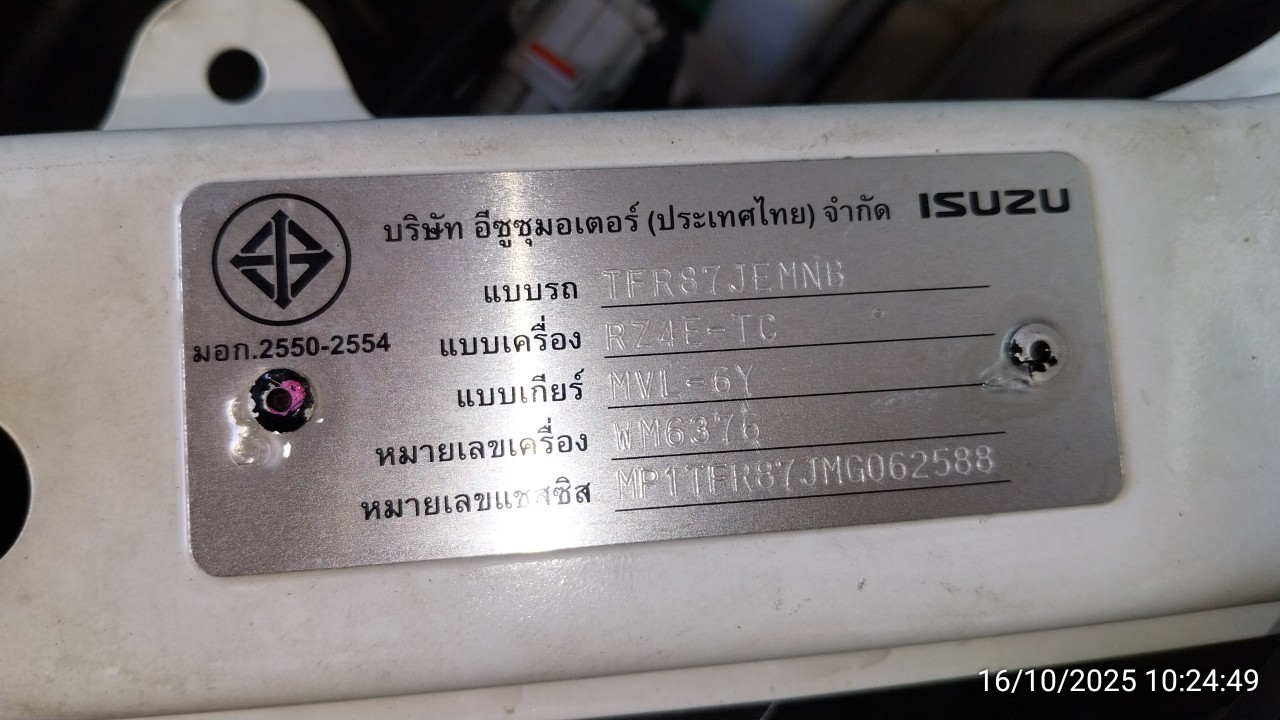 บริษัท อีซูซุมอเตอร์ (ประเทศไทย) จำกัด ISUZU
แบบรถ TFR87JEMNB
มอก.2550-2554
แบบเครื่อง RZ4E-TC
แบบเกียร์ MVL-6Y
หมายเลขเครื่อง WM6376
หมายเลขแชสซิส MP1TFR87JMG062588
16/10/2025 10:24:49